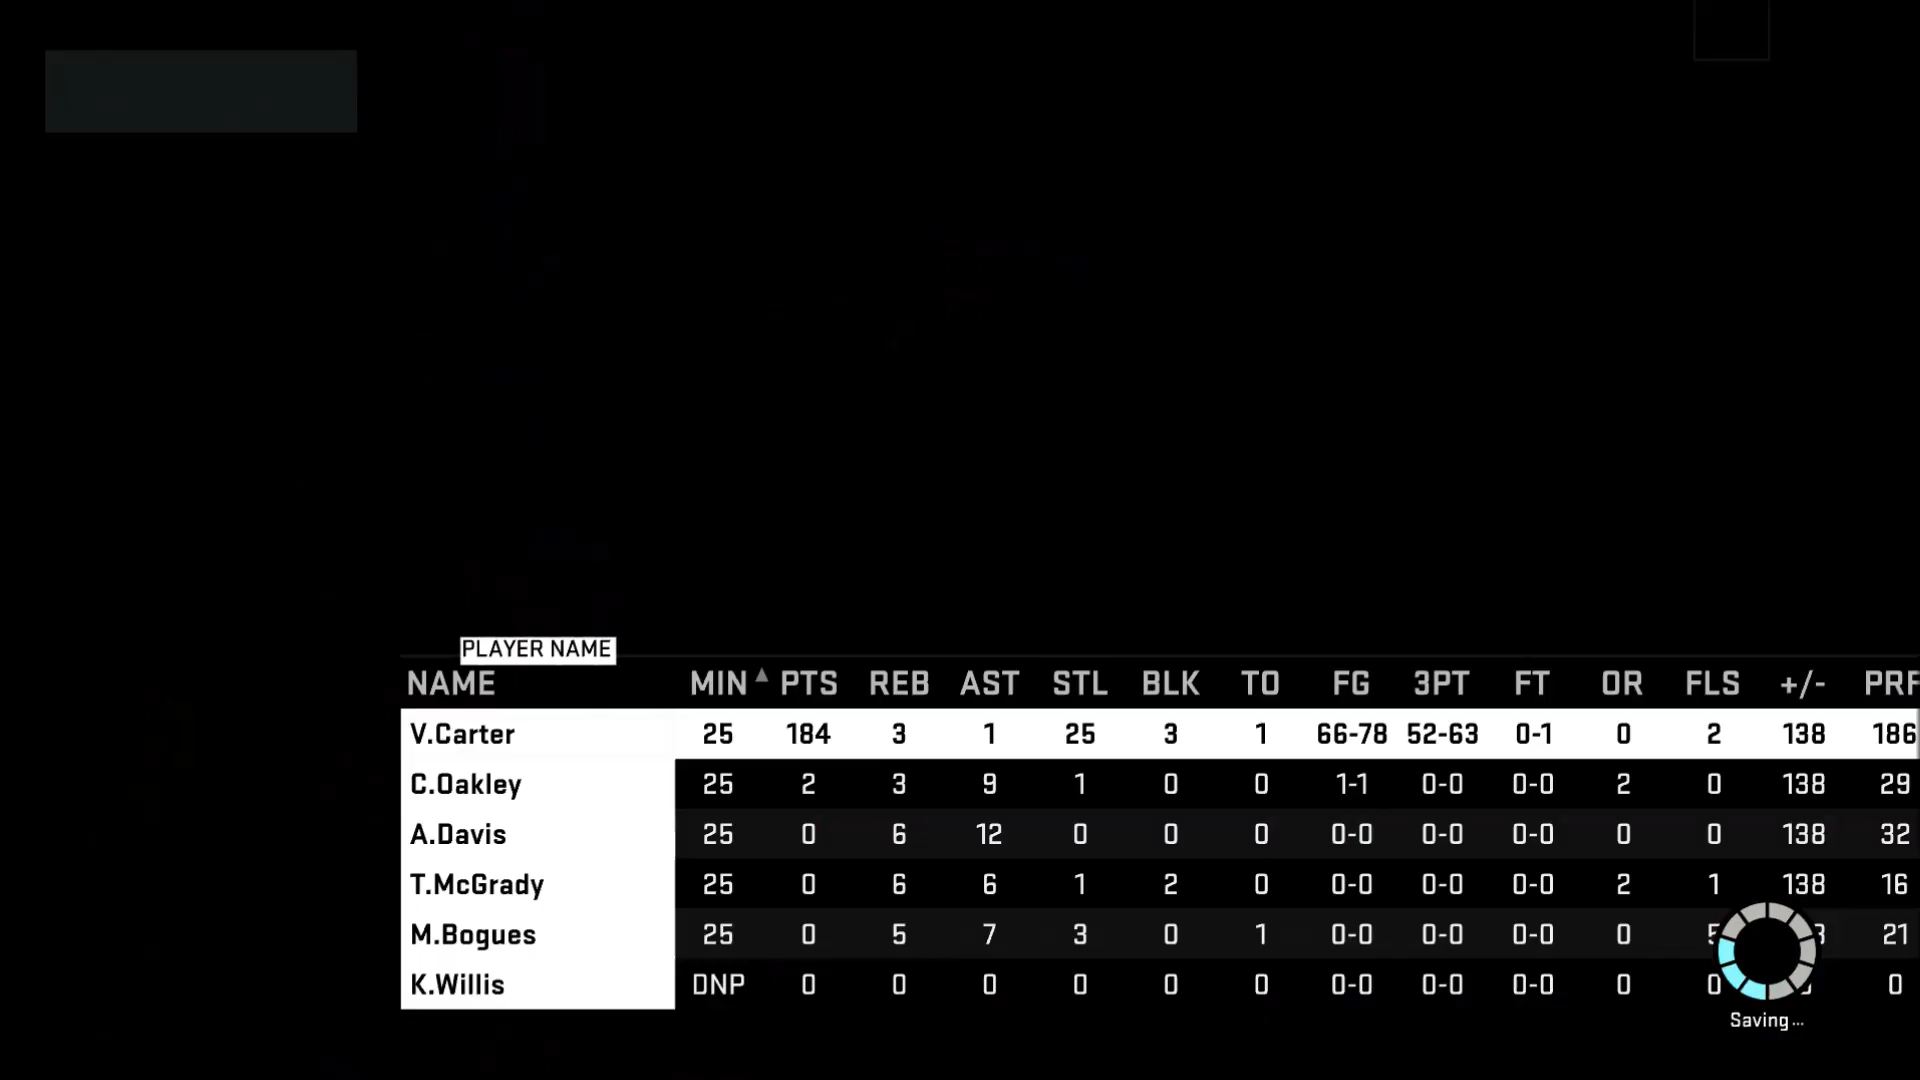 PLAYER NAME
NAME MIN ▲ PTS REB AST STL BLK TO FG 3PT FT OR FLS +/- PRF
V.Carter 25 184 3 1 25 3 1 66-78 52-63 0-1 0 2 138 186
C.Oakley 25 2 3 9 1 0 0 1-1 0-0 0-0 2 0 138 29
A.Davis 25 0 6 12 0 0 0 0-0 0-0 0-0 0 0 138 32
T.McGrady 25 0 6 6 1 2 0 0-0 0-0 0-0 2 1 138 16
M.Bogues 25 0 5 7 3 0 1 0-0 0-0 0-0 0 5 21
K.Willis DNP 0 0 0 0 0 0 0-0 0-0 0-0 0 0 0
Saving...